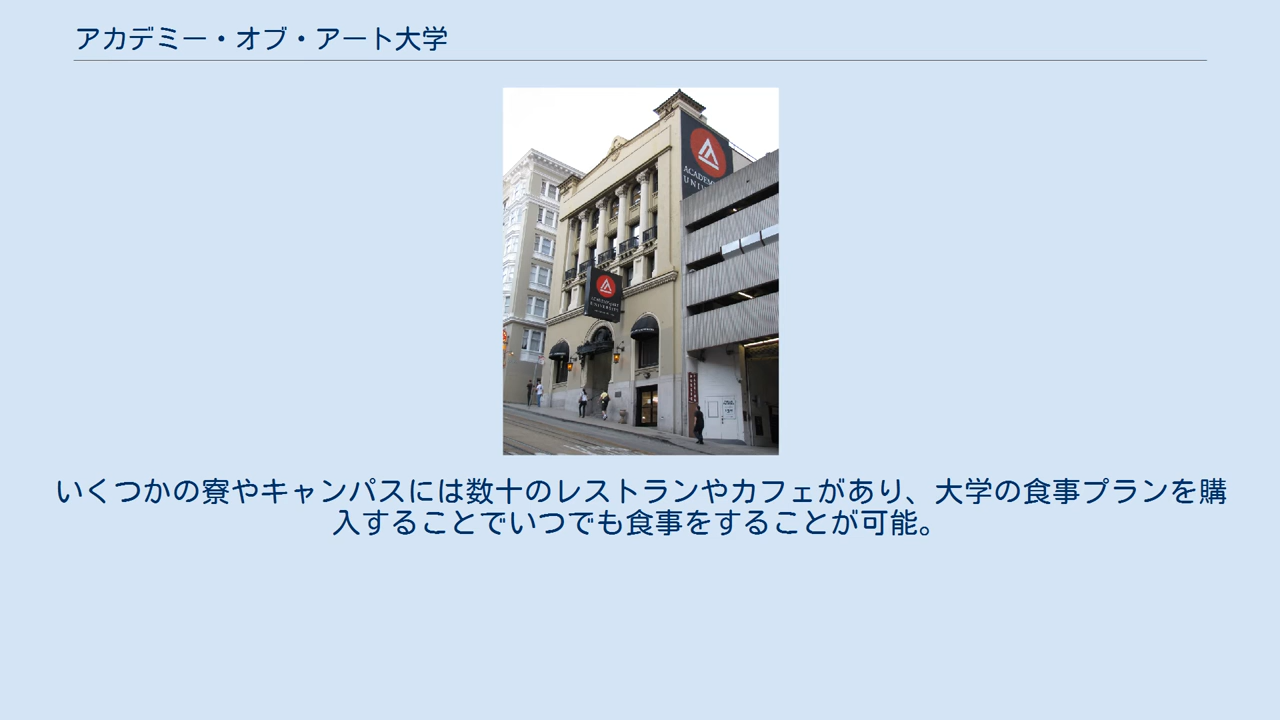 アカデミー・オブ・アート大学
いくつかの寮やキャンパスには数十のレストランやカフェがあり、大学の食事プランを購
入することでいつでも食事をすることが可能。